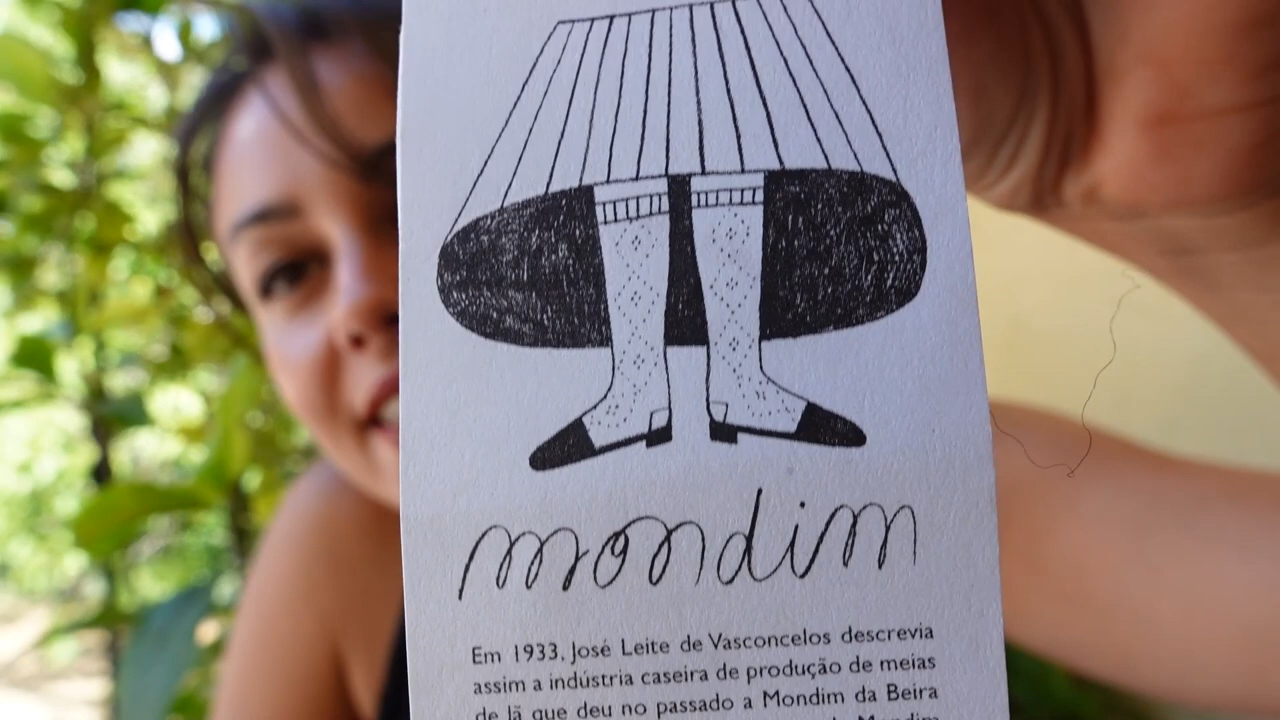 mondim
Em 1933, José Leite de Vasconcelos descrevia
assim a indústria caseira de produção de meias
de lã que deu no passado a Mondim da Beira
Mondim